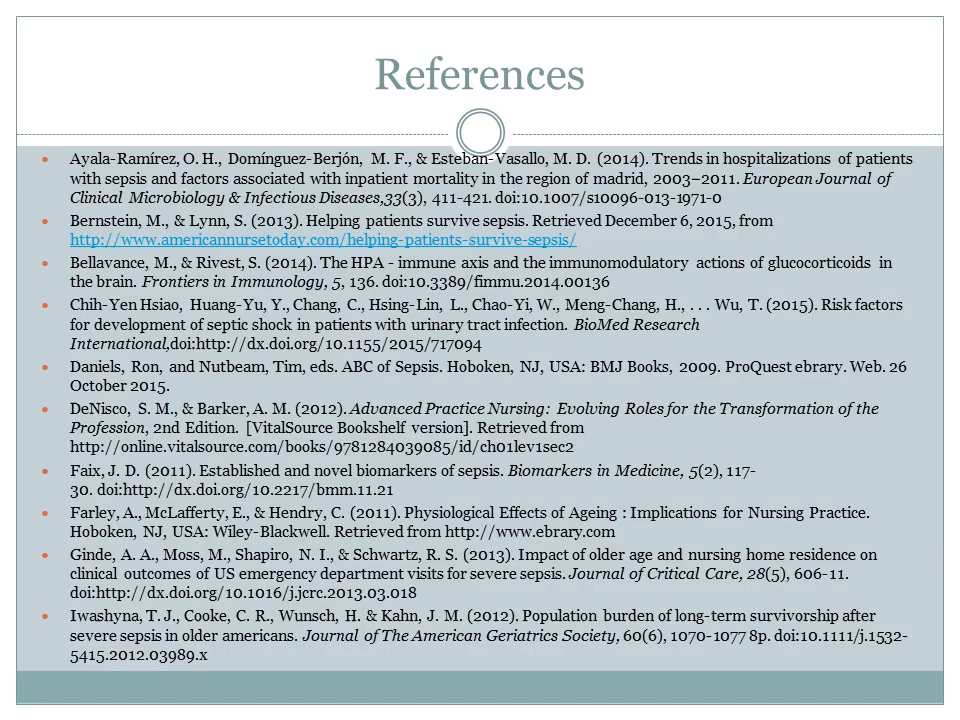 References
• Ayala-Ramírez, O. H., Domínguez-Berjón, M. F., & Esteban-Vasallo, M. D. (2014). Trends in hospitalizations of patients
with sepsis and factors associated with inpatient mortality in the region of madrid, 2003–2011. European Journal of
Clinical Microbiology & Infectious Diseases,33(3), 411-421. doi:10.1007/s10096-013-1971-0
• Bernstein, M., & Lynn, S. (2013). Helping patients survive sepsis. Retrieved December 6, 2015, from
http://www.americannursetoday.com/helping-patients-survive-sepsis/
• Bellavance, M., & Rivest, S. (2014). The HPA - immune axis and the immunomodulatory actions of glucocorticoids in
the brain. Frontiers in Immunology, 5, 136. doi:10.3389/fimmu.2014.00136
• Chih-Yen Hsiao, Huang-Yu, Y., Chang, C., Hsing-Lin, L., Chao-Yi, W., Meng-Chang, H., . . . Wu, T. (2015). Risk factors
for development of septic shock in patients with urinary tract infection. BioMed Research
International,doi:http://dx.doi.org/10.1155/2015/717094
• Daniels, Ron, and Nutbeam, Tim, eds. ABC of Sepsis. Hoboken, NJ, USA: BMJ Books, 2009. ProQuest ebrary. Web. 26
October 2015.
• DeNisco, S. M., & Barker, A. M. (2012). Advanced Practice Nursing: Evolving Roles for the Transformation of the
Profession, 2nd Edition. [VitalSource Bookshelf version]. Retrieved from
http://online.vitalsource.com/books/9781284039085/id/ch01lev1sec2
• Faix, J. D. (2011). Established and novel biomarkers of sepsis. Biomarkers in Medicine, 5(2), 117-
30. doi:http://dx.doi.org/10.2217/bmm.11.21
• Farley, A., McLafferty, E., & Hendry, C. (2011). Physiological Effects of Ageing : Implications for Nursing Practice.
Hoboken, NJ, USA: Wiley-Blackwell. Retrieved from http://www.ebrary.com
• Ginde, A. A., Moss, M., Shapiro, N. I., & Schwartz, R. S. (2013). Impact of older age and nursing home residence on
clinical outcomes of US emergency department visits for severe sepsis. Journal of Critical Care, 28(5), 606-11.
doi:http://dx.doi.org/10.1016/j.jcrc.2013.03.018
• Iwashyna, T. J., Cooke, C. R., Wunsch, H. & Kahn, J. M. (2012). Population burden of long-term survivorship after
severe sepsis in older americans. Journal of The American Geriatrics Society, 60(6), 1070-1077 8p. doi:10.1111/j.1532-
5415.2012.03989.x